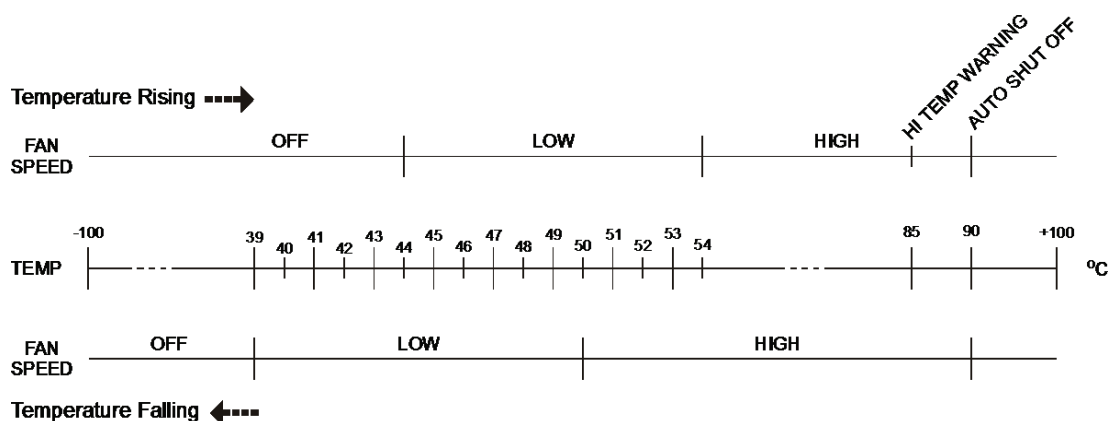 HI TEMP WARNING
AUTO SHUT OFF
Temperature Rising
FAN SPEED OFF LOW HIGH
-100 39 40 41 42 43 44 45 46 47 48 49 50 51 52 53 54 85 90 +100
TEMP °C
FAN SPEED OFF LOW HIGH
Temperature Falling